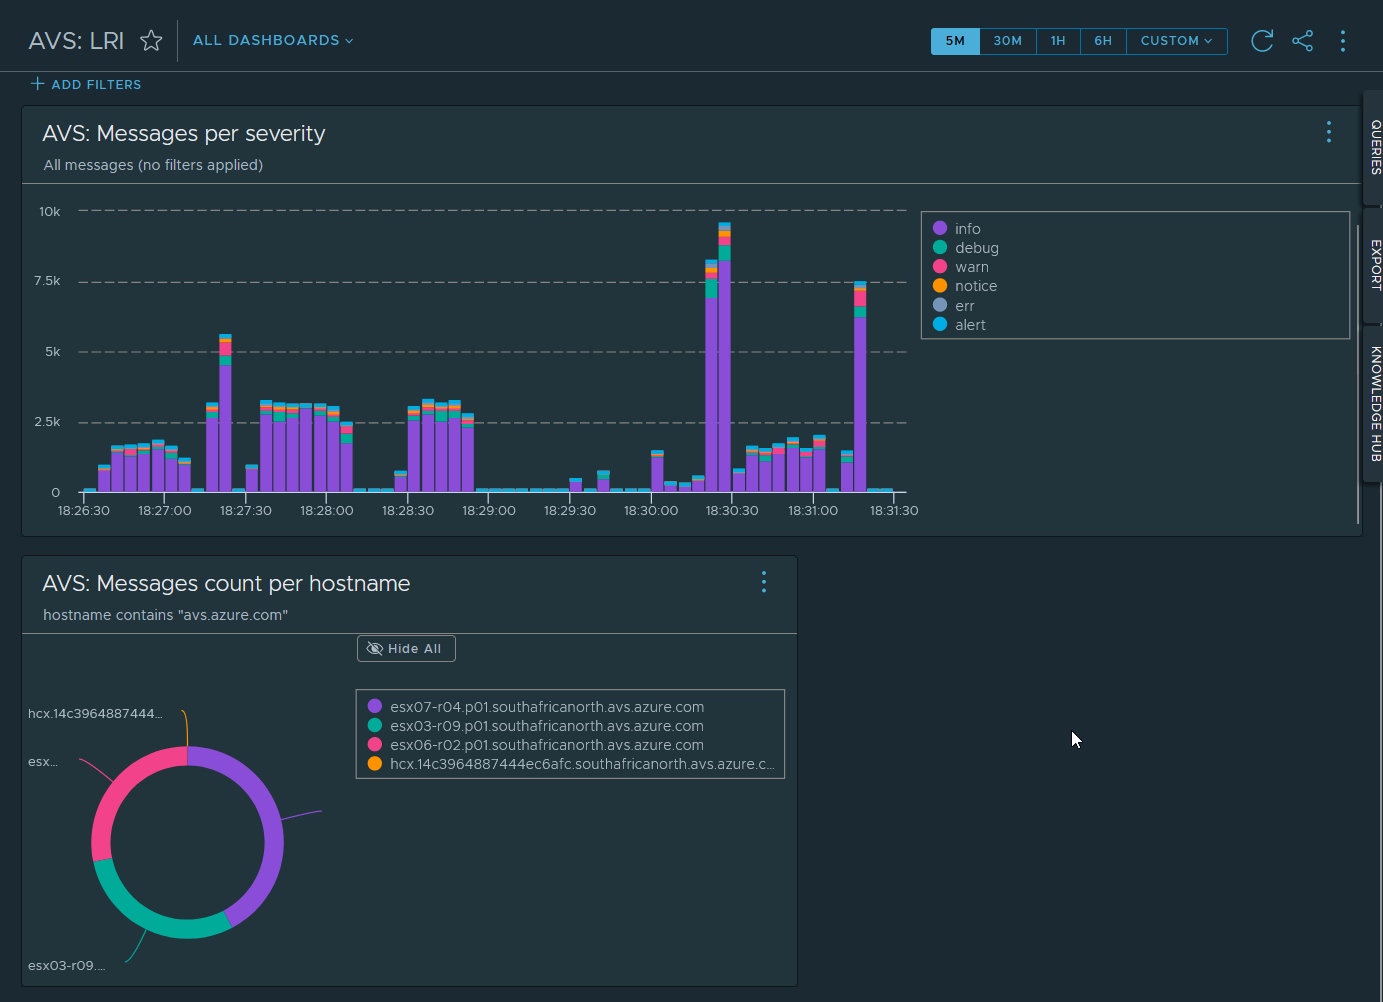 AVS: LRI
ALL DASHBOARDS
5M 30M 1H 6H CUSTOM
ADD FILTERS
AVS: Messages per severity
All messages (no filters applied)
10k
7.5k
5k
2.5k
0
18:26:30 18:27:00 18:27:30 18:28:00 18:28:30 18:29:00 18:29:30 18:30:00 18:30:30 18:31:00 18:31:30
info
debug
warn
notice
err
alert
QUERIES
EXPORT
KNOWLEDGE HUB
AVS: Messages count per hostname
hostname contains "avs.azure.com"
Hide All
hcx.14c3964887444...
esx...
esx03-r09....
esx07-r04.p01.southafricanorth.avs.azure.com
esx03-r09.p01.southafricanorth.avs.azure.com
esx06-r02.p01.southafricanorth.avs.azure.com
hcx.14c3964887444ec6afc.southafricanorth.avs.azure.c...